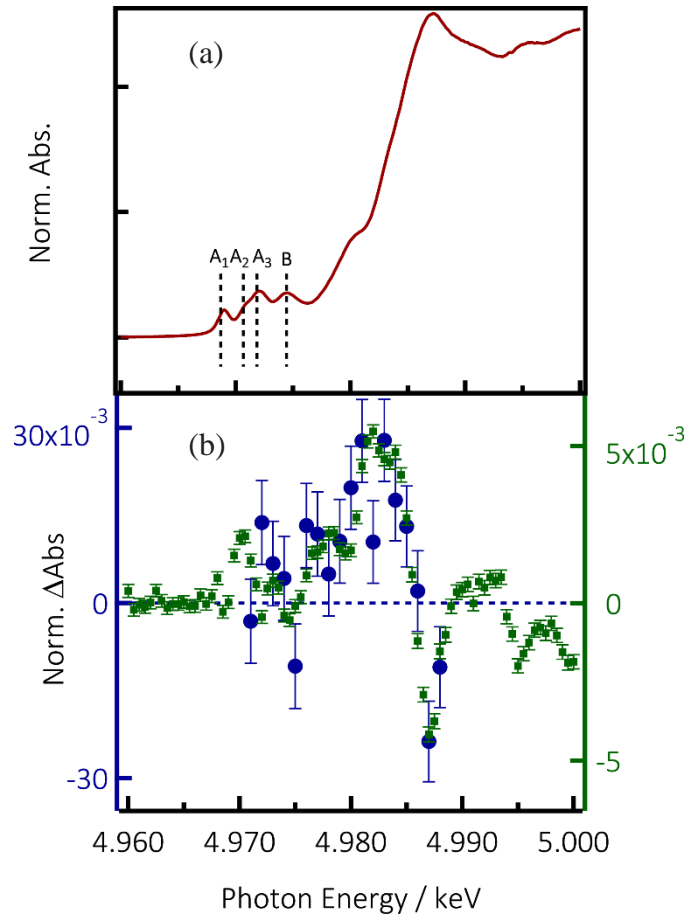 (a)
Norm. Abs.
A₁ A₂ A₃ B
30x10⁻³
(b)
5x10⁻³
Norm. ΔAbs
0
0
-30
-5
4.960 4.970 4.980 4.990 5.000
Photon Energy / keV